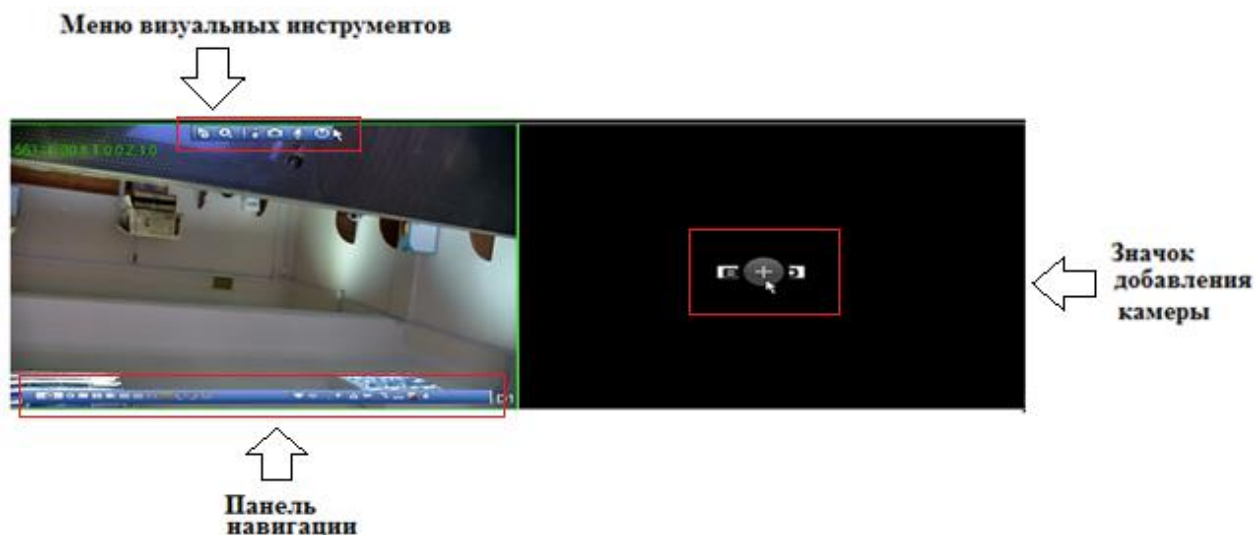 Меню визуальных инструментов
Значок
добавления
камеры
Панель
навигации